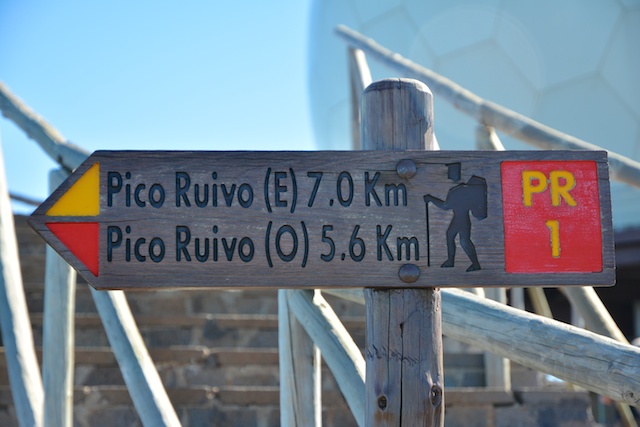 Pico Ruivo (E) 7.0 Km
Pico Ruivo (O) 5.6 Km
PR
1